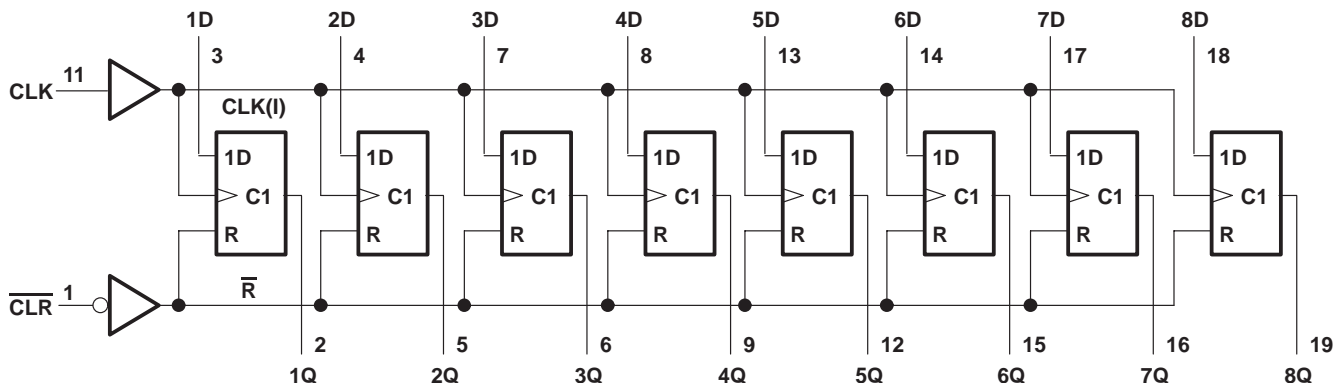 1D 2D 3D 4D 5D 6D 7D 8D
3 4 7 8 13 14 17 18
CLK 11
CLK(I)
1D 1D 1D 1D 1D 1D 1D 1D
C1 C1 C1 C1 C1 C1 C1 C1
R R R R R R R R
C̅L̅R̅ 1
R̅
2 5 6 9 12 15 16 19
1Q 2Q 3Q 4Q 5Q 6Q 7Q 8Q